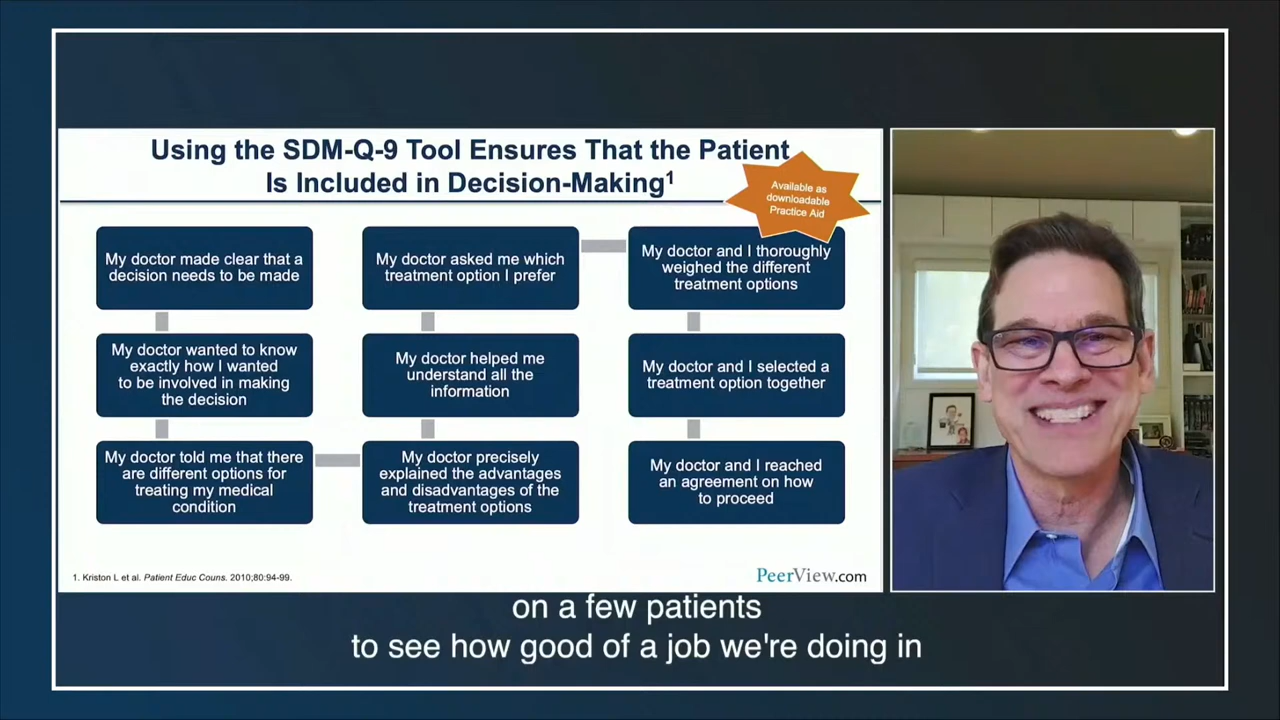 Using the SDM-Q-9 Tool Ensures That the Patient
Is Included in Decision-Making¹
Available as
downloadable
Practice Aid
My doctor made clear that a
decision needs to be made
My doctor wanted to know
exactly how I wanted
to be involved in making
the decision
My doctor told me that there
are different options for
treating my medical
condition
My doctor precisely
explained the advantages
and disadvantages of the
treatment options
My doctor helped me
understand all the
information
My doctor asked me which
treatment option I prefer
My doctor and I thoroughly
weighed the different
treatment options
My doctor and I selected a
treatment option together
My doctor and I reached
an agreement on how
to proceed
1. Kriston L et al. Patient Educ Couns. 2010;80:94-99.
PeerView.com
on a few patients
to see how good of a job we're doing in